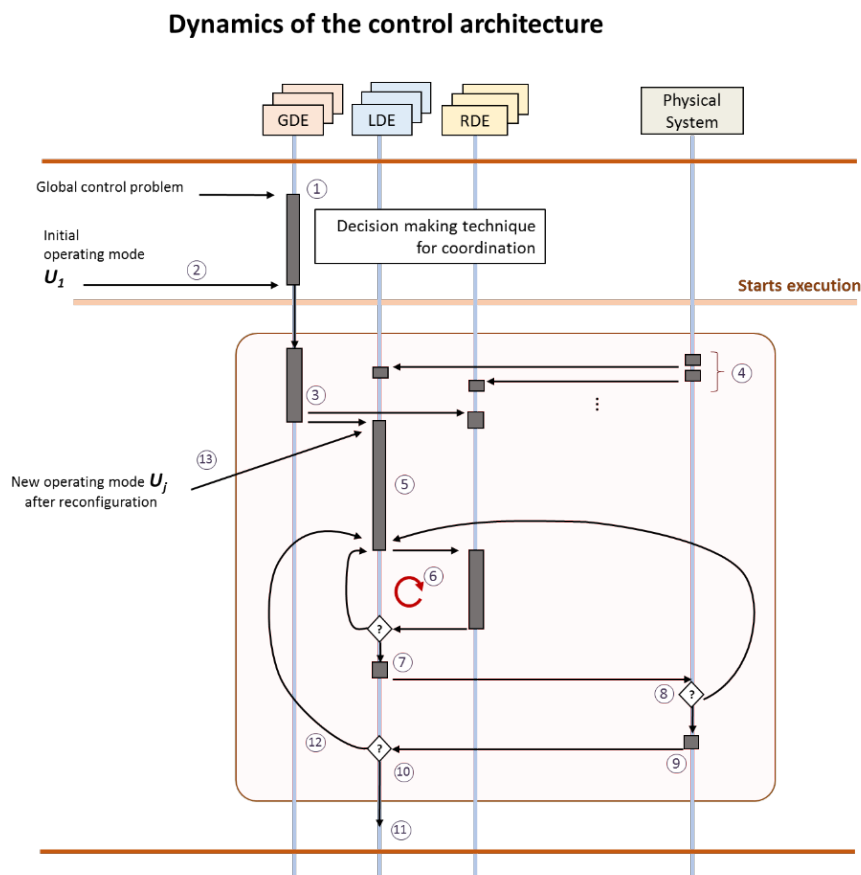 Dynamics of the control architecture
GDE
LDE
RDE
Physical
System
Global control problem
1
Decision making technique
for coordination
Initial
operating mode
U1
2
Starts execution
4
3
...
13
New operating mode Uj
after reconfiguration
5
6
?
7
8
?
12
?
10
9
11